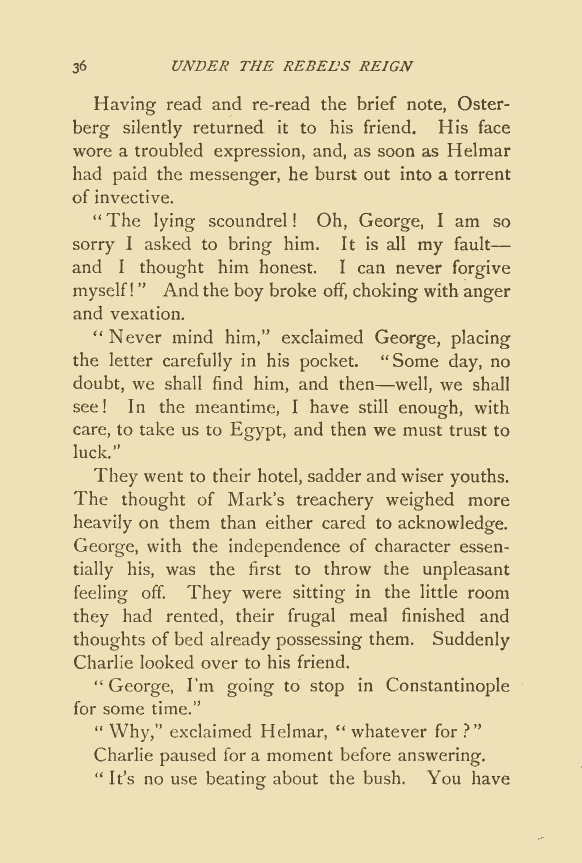 36 UNDER THE REBEL'S REIGN
Having read and re-read the brief note, Oster-
berg silently returned it to his friend. His face
wore a troubled expression, and, as soon as Helmar
had paid the messenger, he burst out into a torrent
of invective.
"The lying scoundrel! Oh, George, I am so
sorry I asked to bring him. It is all my fault—
and I thought him honest. I can never forgive
myself!" And the boy broke off, choking with anger
and vexation.
"Never mind him," exclaimed George, placing
the letter carefully in his pocket. "Some day, no
doubt, we shall find him, and then—well, we shall
see! In the meantime, I have still enough, with
care, to take us to Egypt, and then we must trust to
luck."
They went to their hotel, sadder and wiser youths.
The thought of Mark's treachery weighed more
heavily on them than either cared to acknowledge.
George, with the independence of character essen-
tially his, was the first to throw the unpleasant
feeling off. They were sitting in the little room
they had rented, their frugal meal finished and
thoughts of bed already possessing them. Suddenly
Charlie looked over to his friend.
"George, I'm going to stop in Constantinople
for some time."
"Why," exclaimed Helmar, "whatever for?"
Charlie paused for a moment before answering.
"It's no use beating about the bush. You have